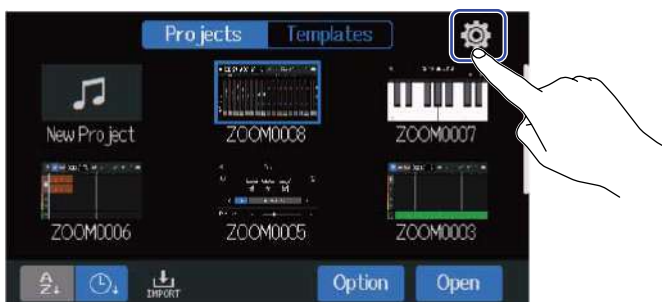 Projects Templates
New Project ZOOM0008 ZOOM0007
ZOOM0006 ZOOM0005 ZOOM0003
A
Z IMPORT Option Open